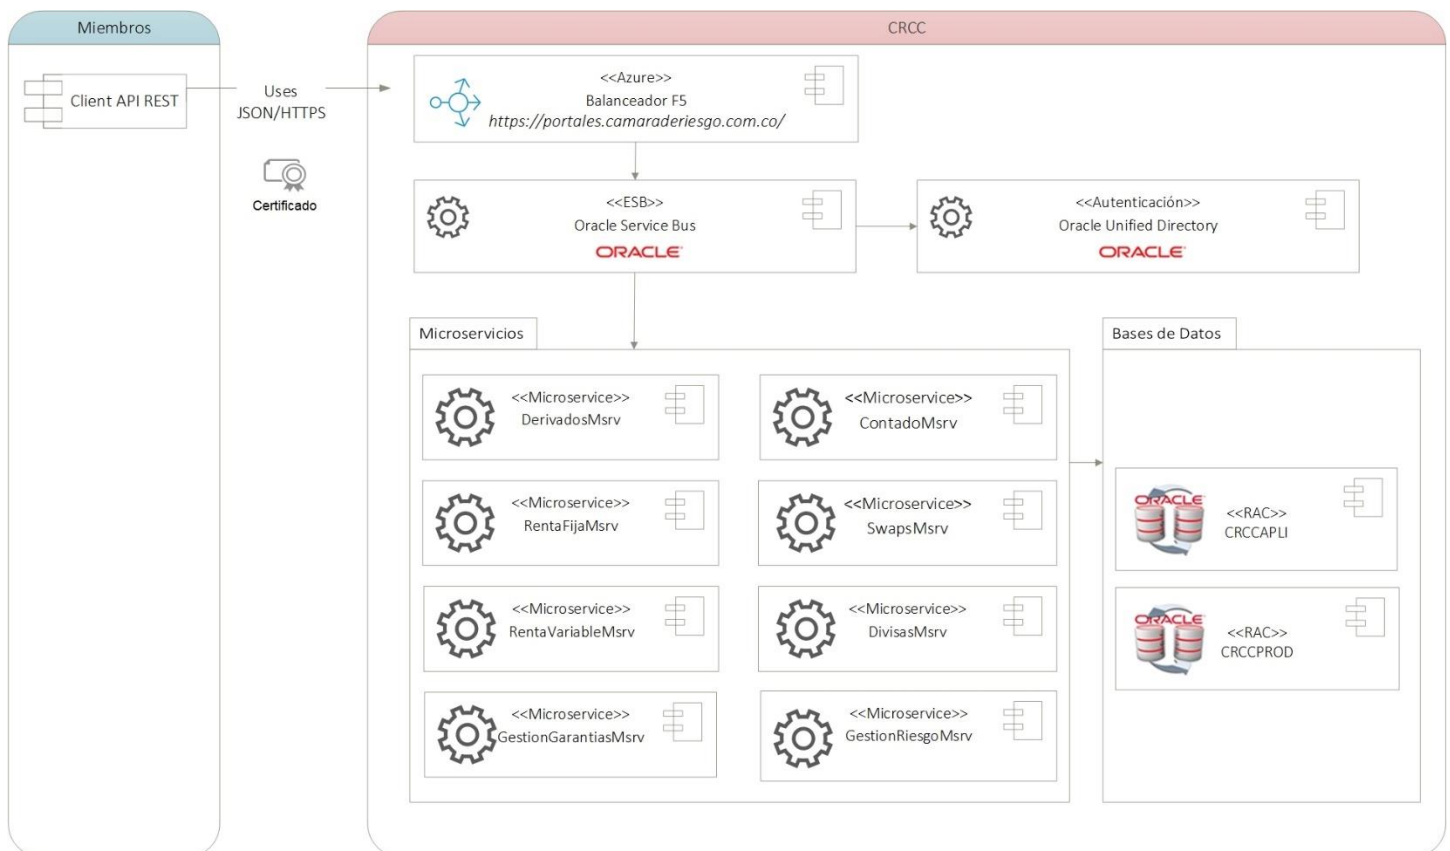 Miembros
CRCC
Client API REST
Uses
JSON/HTTPS
Certificado
<<Azure>>
Balanceador F5
https://portales.camaraderiesgo.com.co/
<<ESB>>
Oracle Service Bus
ORACLE
<<Autenticación>>
Oracle Unified Directory
ORACLE
Microservicios
<<Microservice>>
DerivadosMsrv
<<Microservice>>
ContadoMsrv
<<Microservice>>
RentaFijaMsrv
<<Microservice>>
SwapsMsrv
<<Microservice>>
RentaVariableMsrv
<<Microservice>>
DivisasMsrv
<<Microservice>>
GestionGarantiasMsrv
<<Microservice>>
GestionRiesgoMsrv
Bases de Datos
ORACLE
<<RAC>>
CRCCAPLI
ORACLE
<<RAC>>
CRCCPROD